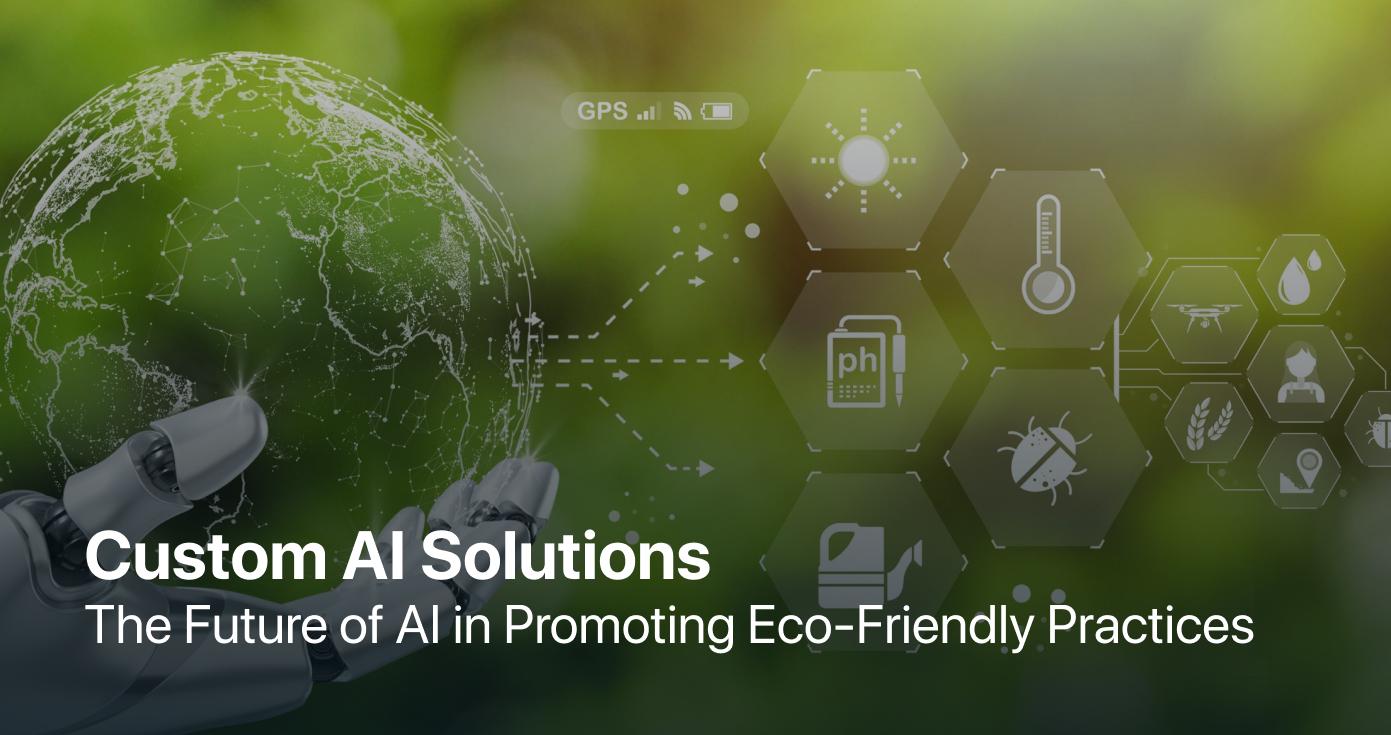 GPS
ph
Custom AI Solutions
The Future of AI in Promoting Eco-Friendly Practices